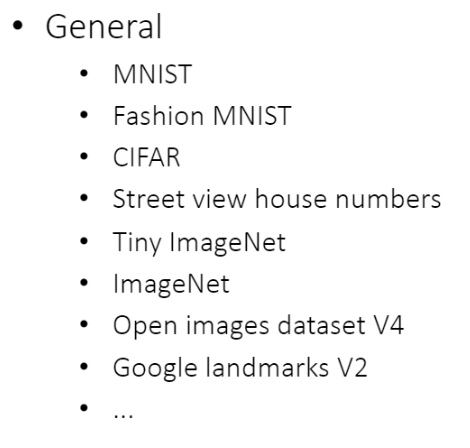 • General
• MNIST
• Fashion MNIST
• CIFAR
• Street view house numbers
• Tiny ImageNet
• ImageNet
• Open images dataset V4
• Google landmarks V2
• ...